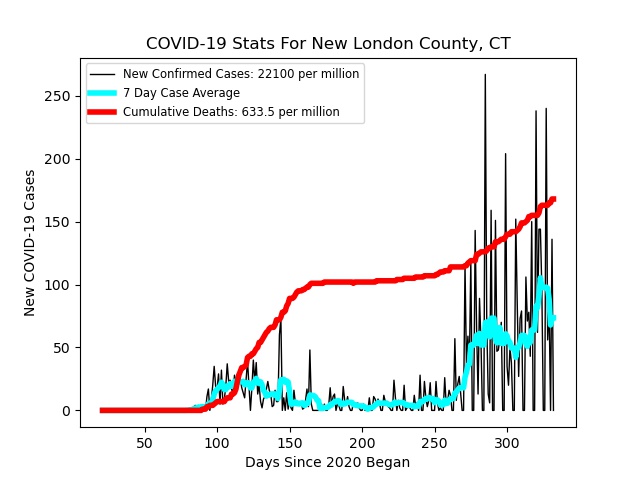 COVID-19 Stats For New London County, CT
New Confirmed Cases: 22100 per million
7 Day Case Average
Cumulative Deaths: 633.5 per million
New COVID-19 Cases
250
200
150
100
50
0
50 100 150 200 250 300
Days Since 2020 Began